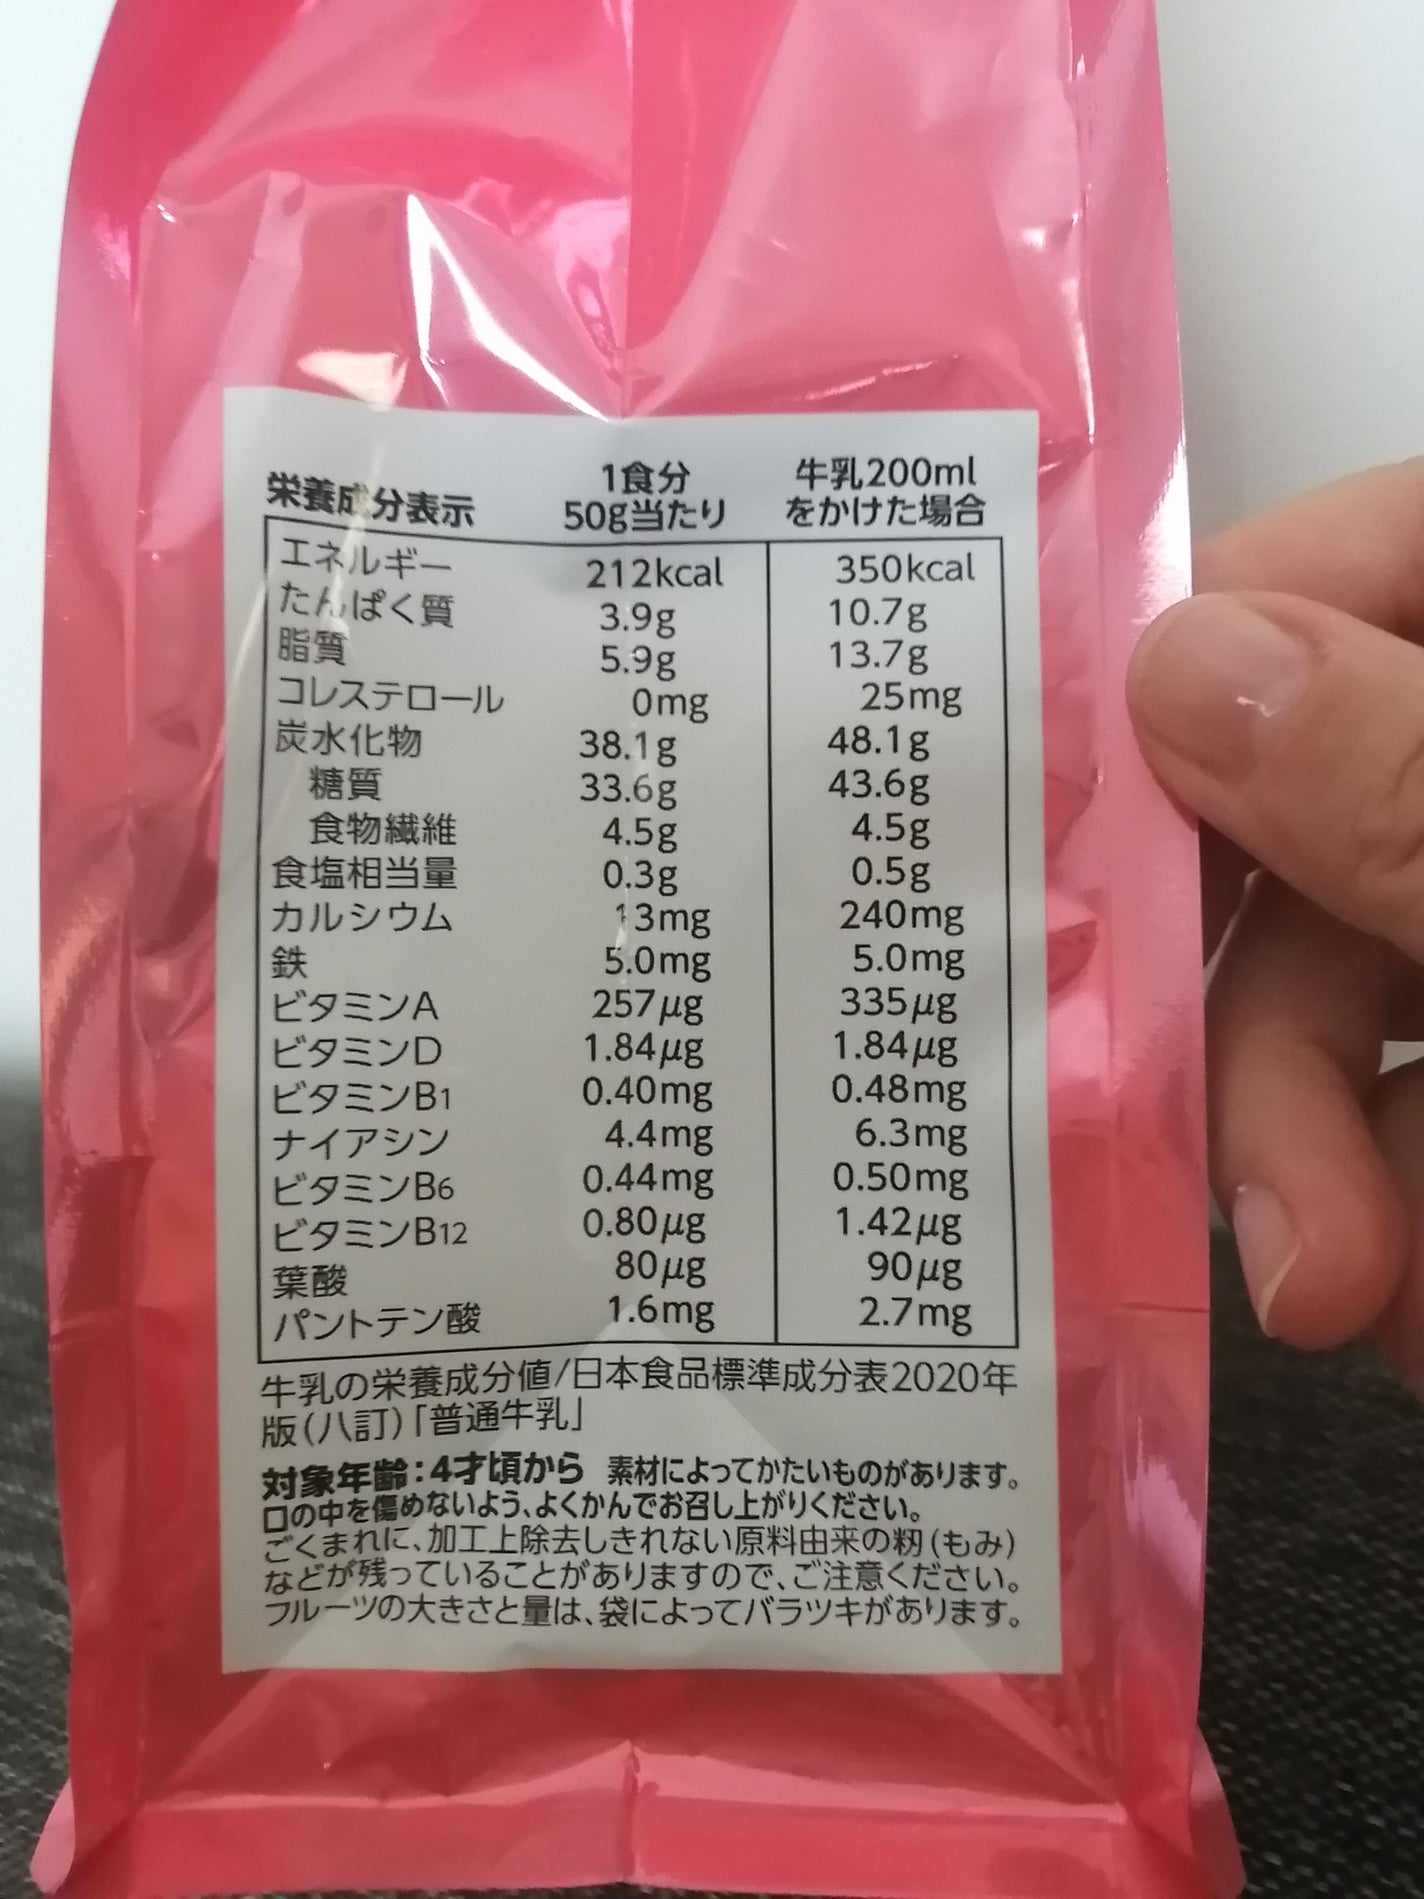 栄養成分表示 1食分 50g当たり 牛乳200ml をかけた場合
エネルギー 212kcal 350kcal
たんぱく質 3.9g 10.7g
脂質 5.9g 13.7g
コレステロール 0mg 25mg
炭水化物 38.1g 48.1g
糖質 33.6g 43.6g
食物繊維 4.5g 4.5g
食塩相当量 0.3g 0.5g
カルシウム 13mg 240mg
鉄 5.0mg 5.0mg
ビタミンA 257μg 335μg
ビタミンD 1.84μg 1.84μg
ビタミンB1 0.40mg 0.48mg
ナイアシン 4.4mg 6.3mg
ビタミンB6 0.44mg 0.50mg
ビタミンB12 0.80μg 1.42μg
葉酸 80μg 90μg
パントテン酸 1.6mg 2.7mg
牛乳の栄養成分値/日本食品標準成分表2020年
版(八訂)「普通牛乳」
対象年齢:4才頃から 素材によってかたいものがあります。
口の中を傷めないよう、よくかんでお召し上がりください。
ごくまれに、加工上除去しきれない原料由来の籾(もみ)
などが残っていることがありますので、ご注意ください。
フルーツの大きさと量は、袋によってバラツキがあります。